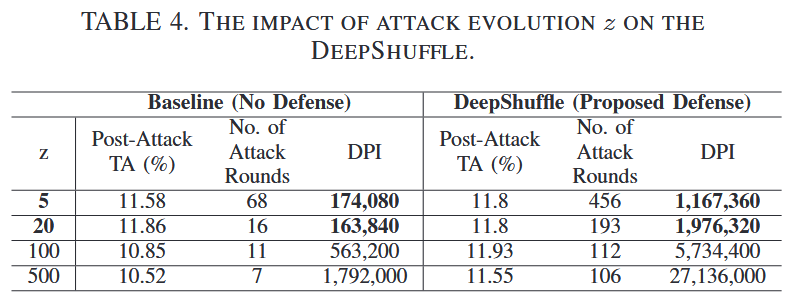 TABLE 4. THE IMPACT OF ATTACK EVOLUTION z ON THE
DEEPSHUFFLE.
Baseline (No Defense) DeepShuffle (Proposed Defense)
z Post-Attack TA (%) No. of Attack Rounds DPI Post-Attack TA (%) No. of Attack Rounds DPI
5 11.58 68 174,080 11.8 456 1,167,360
20 11.86 16 163,840 11.8 193 1,976,320
100 10.85 11 563,200 11.93 112 5,734,400
500 10.52 7 1,792,000 11.55 106 27,136,000